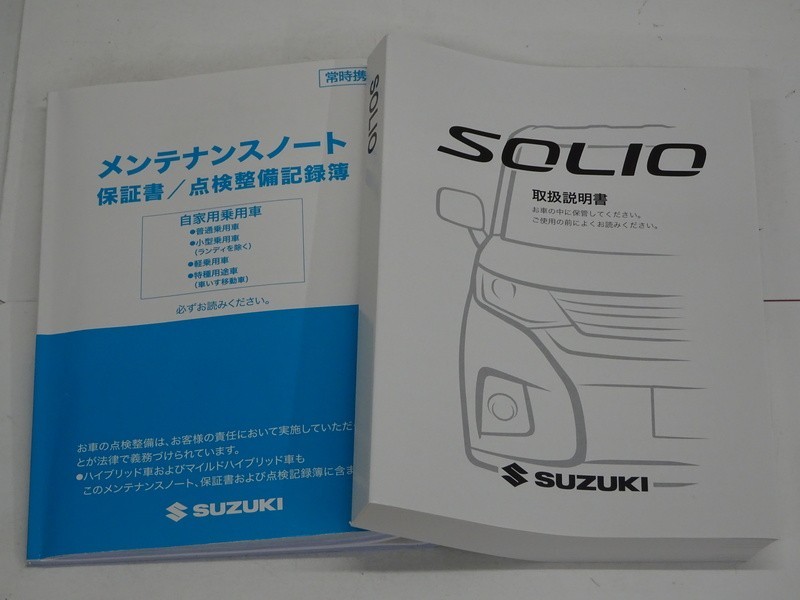 常時携
メンテナンスノート
保証書／点検整備記録簿
自家用乗用車
●普通乗用車
●小型乗用車
(ランディを除く)
●軽乗用車
●特種用途車
(車いす移動車)
必ずお読みください。
お車の点検整備は、お客様の責任において実施していただ
とが法律で義務づけられています。
●ハイブリッド車およびマイルドハイブリッド車も
このメンテナンスノート、保証書および点検記録簿に含ま
SUZUKI
SOLIO
SOLIO
取扱説明書
お車の中に保管してください。
ご使用の前によくお読みください。
SUZUKI